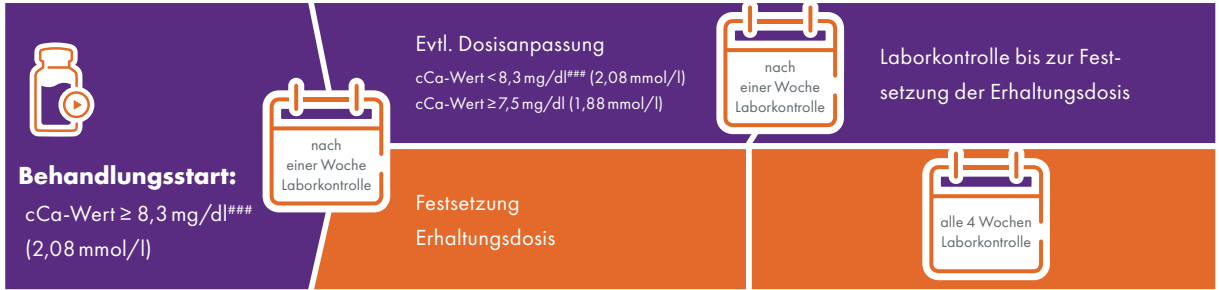 Behandlungsstart:
cCa-Wert ≥ 8,3 mg/dl###
(2,08 mmol/l)
nach
einer Woche
Laborkontrolle
Evtl. Dosisanpassung
cCa-Wert < 8,3 mg/dl### (2,08 mmol/l)
cCa-Wert ≥ 7,5 mg/dl (1,88 mmol/l)
nach
einer Woche
Laborkontrolle
Laborkontrolle bis zur Fest-
setzung der Erhaltungsdosis
Festsetzung
Erhaltungsdosis
alle 4 Wochen
Laborkontrolle